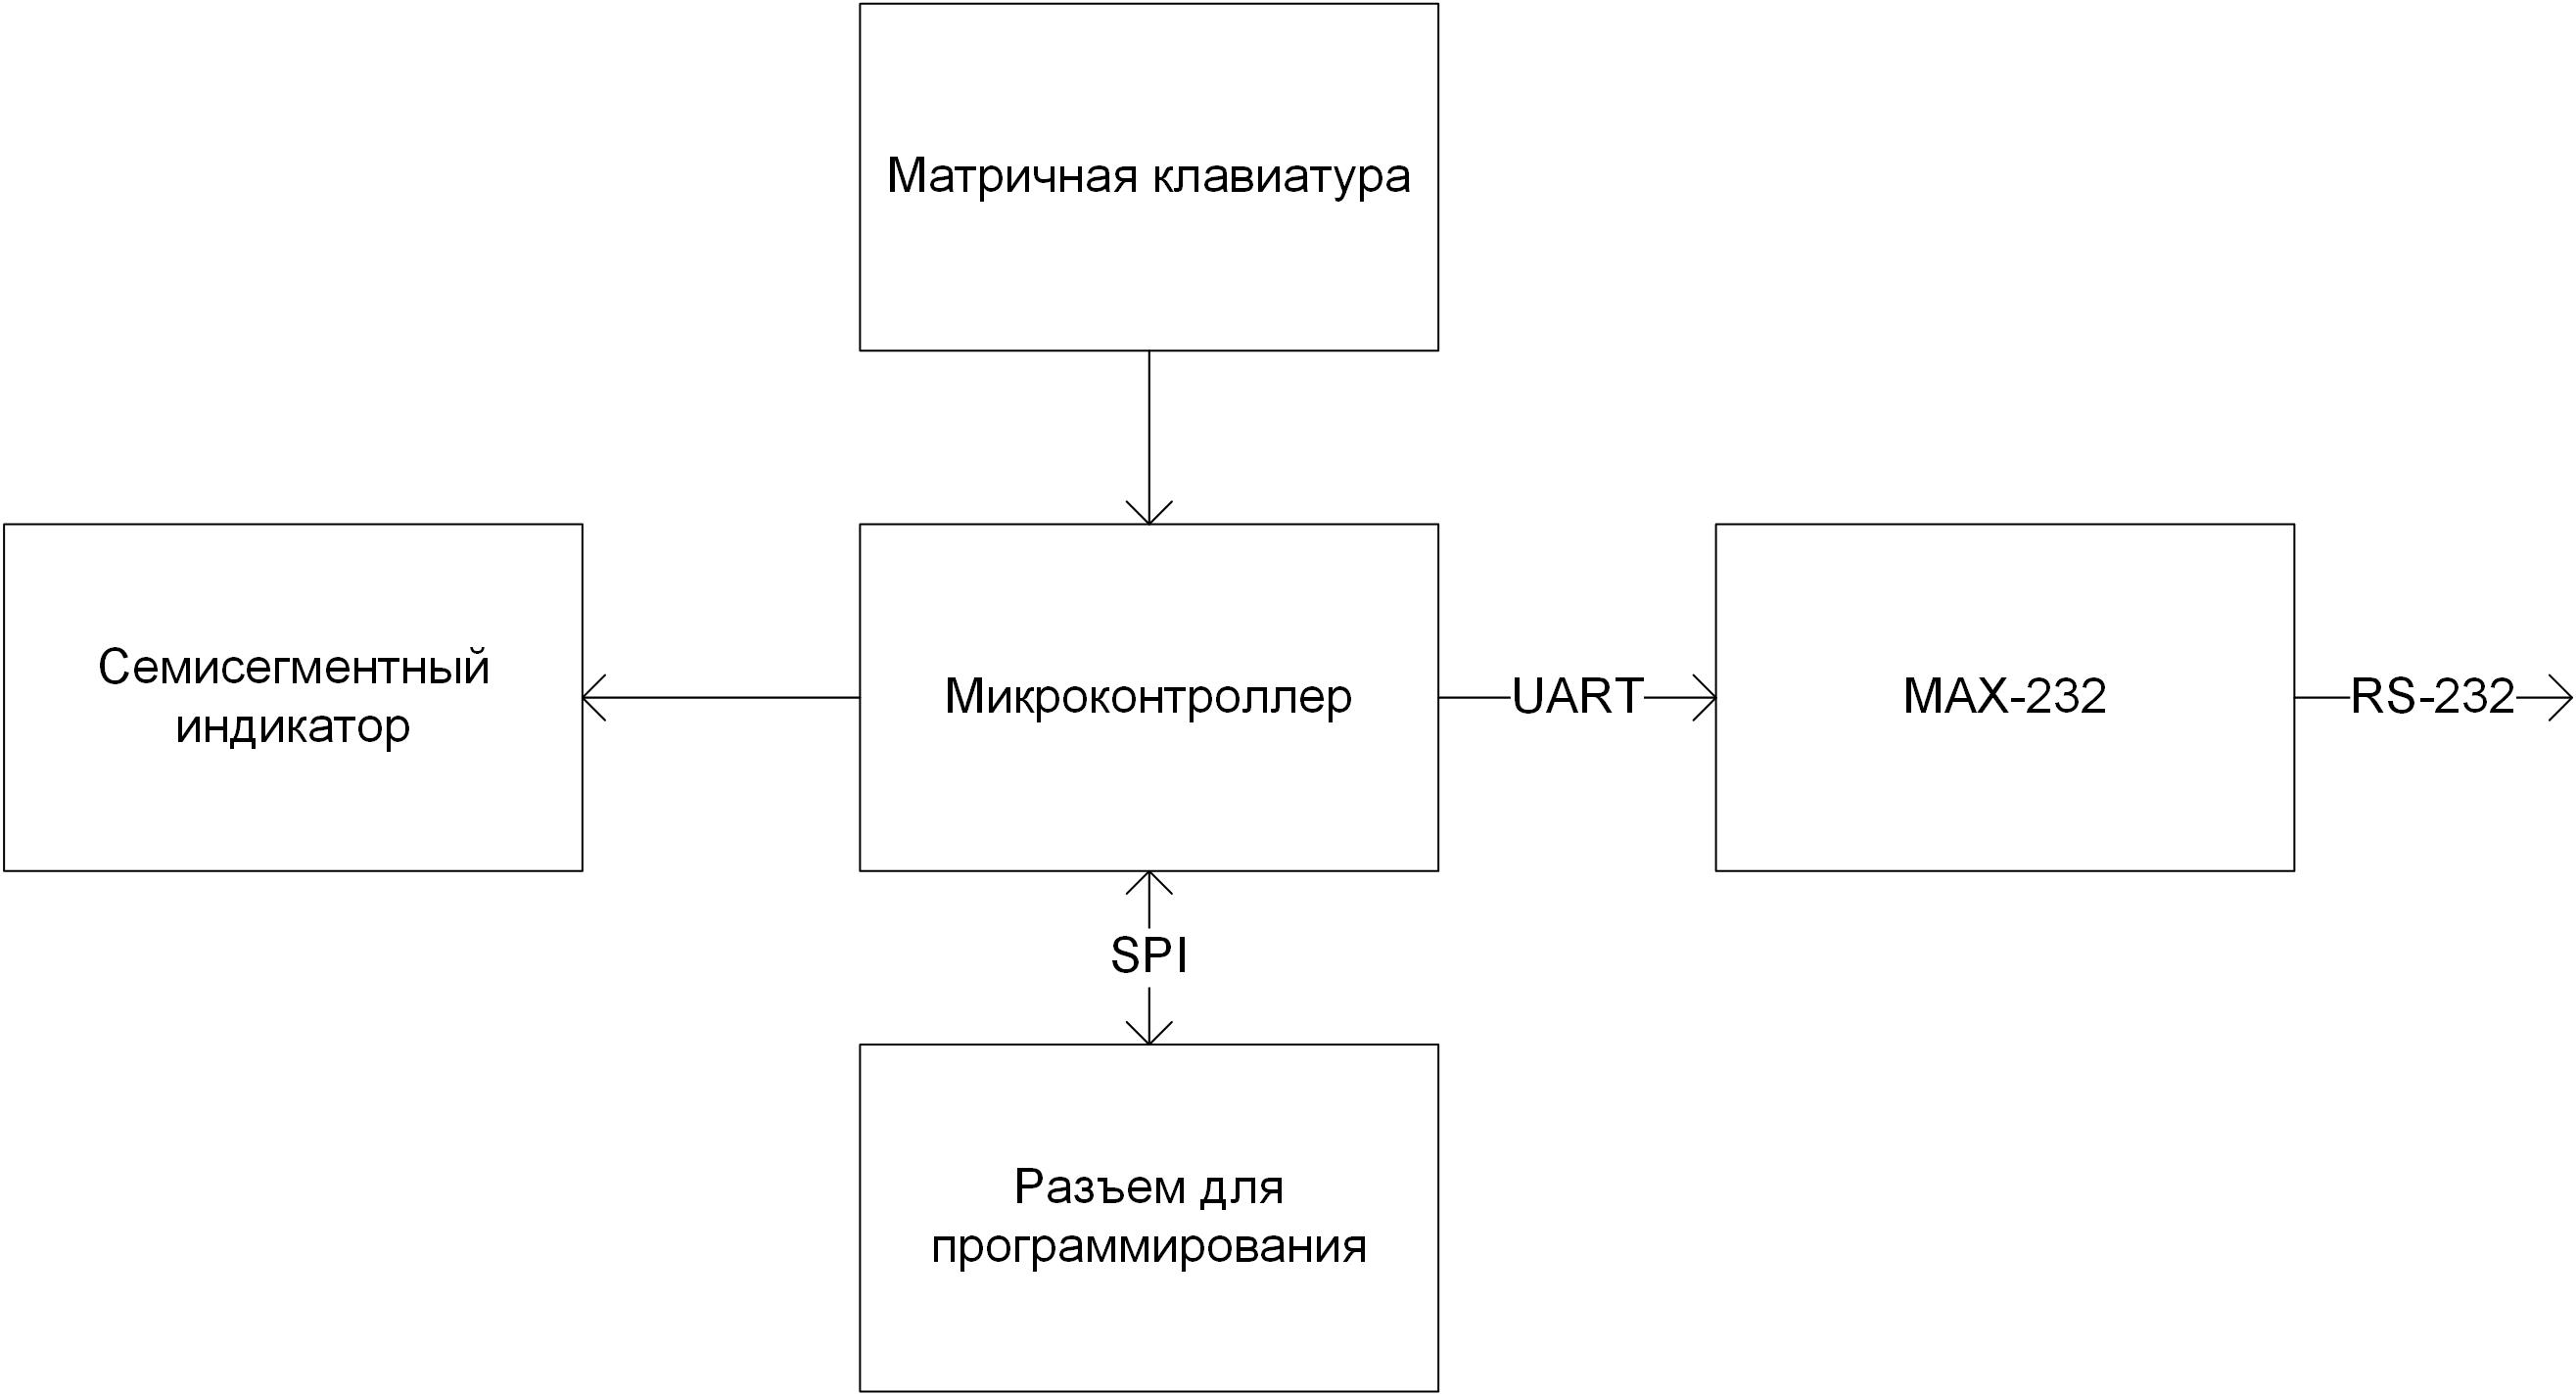 Матричная клавиатура
Семисегментный
индикатор
Микроконтроллер
UART
MAX-232
RS-232
SPI
Разъем для
программирования